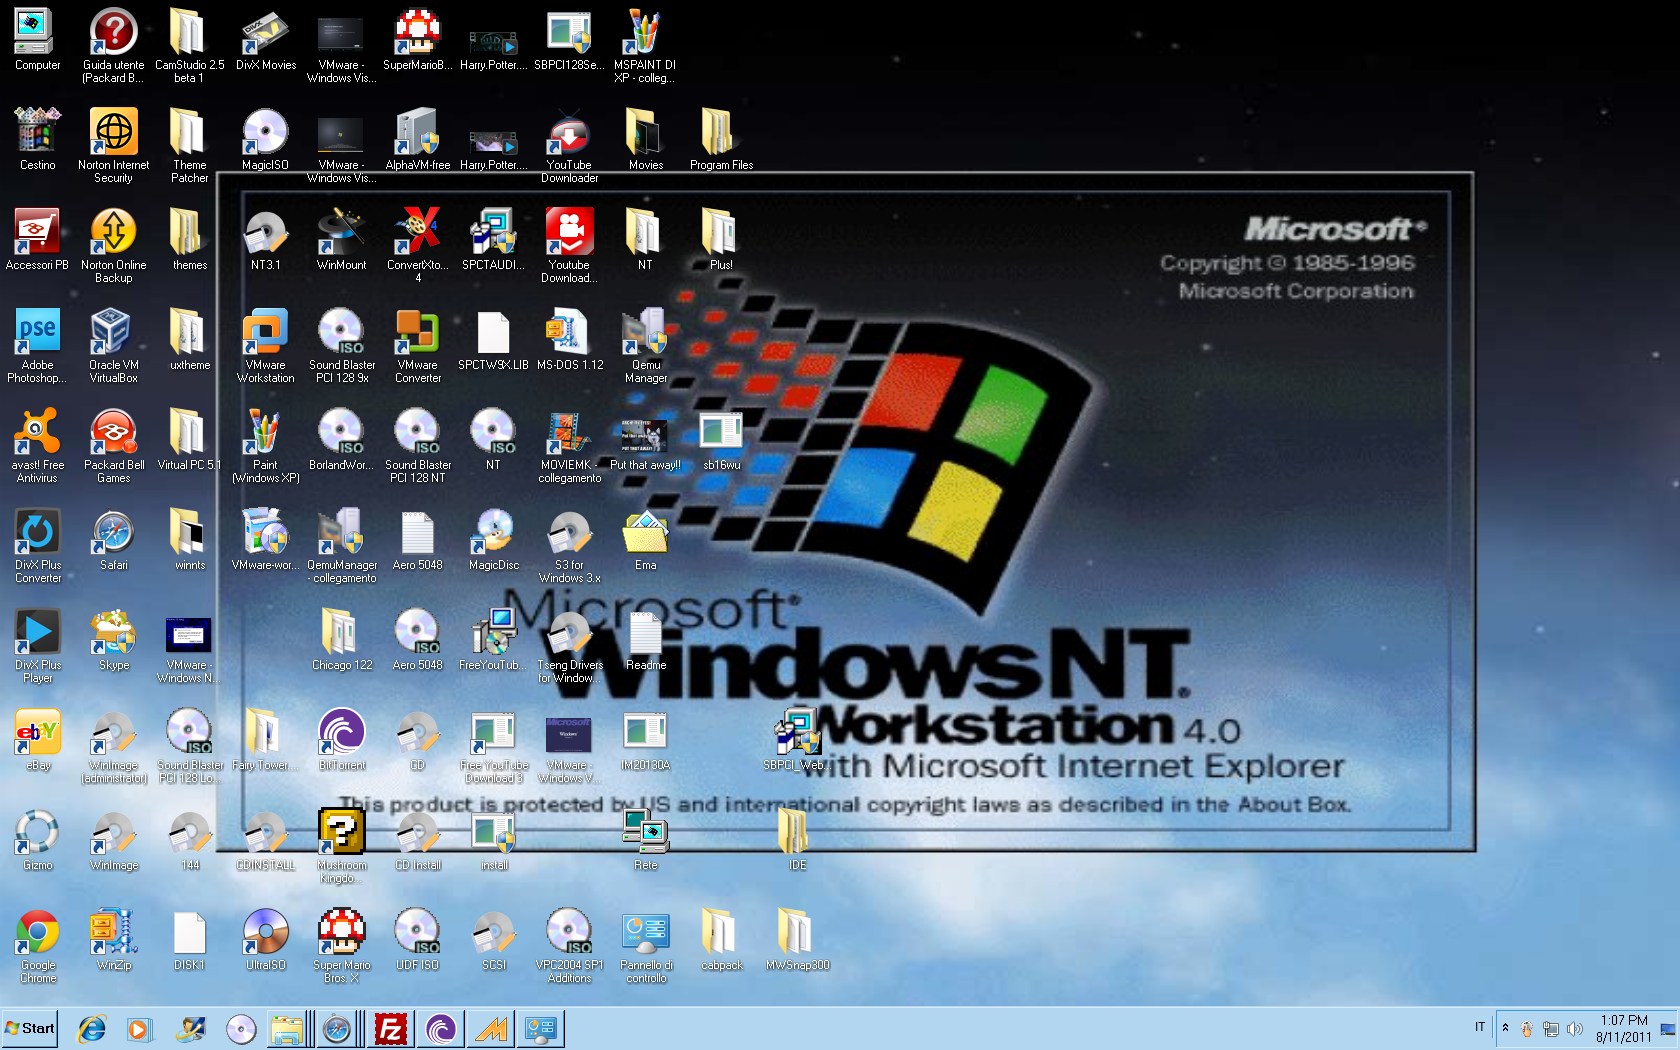 Computer
Guida utente
(Packard B...
CamStudio 2.5
beta 1
DivX Movies
VMware -
Windows Vis...
SuperMarioB...
Harry.Potter....
SBPCI128Se...
MSPAINT DI
XP - colleg...
Cestino
Norton Internet
Security
Theme
Patcher
MagicISO
VMware -
Windows Vis...
AlphaVM-free
Harry.Potter....
YouTube
Downloader
Movies
Program Files
Accessori PB
Norton Online
Backup
themes
NT3.1
WinMount
ConvertXto...
4
SPCTAUDI...
Youtube
Download...
NT
Plus!
Microsoft®
Copyright © 1985-1996
Microsoft Corporation
Adobe
Photoshop...
Oracle VM
VirtualBox
uxtheme
VMware
Workstation
Sound Blaster
PCI 128 9x
VMware
Converter
SPCTW9X.LIB
MS-DOS 1.12
Qemu
Manager
avast! Free
Antivirus
Packard Bell
Games
Virtual PC 5.1
Paint
(Windows XP)
BorlandWor...
Sound Blaster
PCI 128 NT
NT
MOVIEMK -
collegamento
Put that away!!
sb16wu
DivX Plus
Converter
Safari
winnts
VMware-wor...
QemuManager
- collegamento
Aero 5048
MagicDisc
S3 for
Windows 3.x
Ema
DivX Plus
Player
Skype
VMware -
Windows N...
Chicago 122
Aero 5048
FreeYouTub...
Tseng Drivers
for Window...
Readme
Microsoft®
Windows NT®
Workstation 4.0
with Microsoft Internet Explorer
This product is protected by US and international copyright laws as described in the About Box.
eBay
WinImage
(administrator)
Sound Blaster
PCI 128 Lo...
Fairy Tower....
BitTorrent
CD
Free YouTube
Download 3
VMware -
Windows V...
IM20130A
SBPCI_Web...
Gizmo
WinImage
144
CDINSTALL
Mushroom
Kingdo...
CD Install
install
Rete
IDE
Google
Chrome
WinZip
DISK1
UltraISO
Super Mario
Bros. X
UDF ISO
SCSI
VPC2004 SP1
Additions
Pannello di
controllo
cabpack
MWSnap300
Start
IT
1:07 PM
8/11/2011